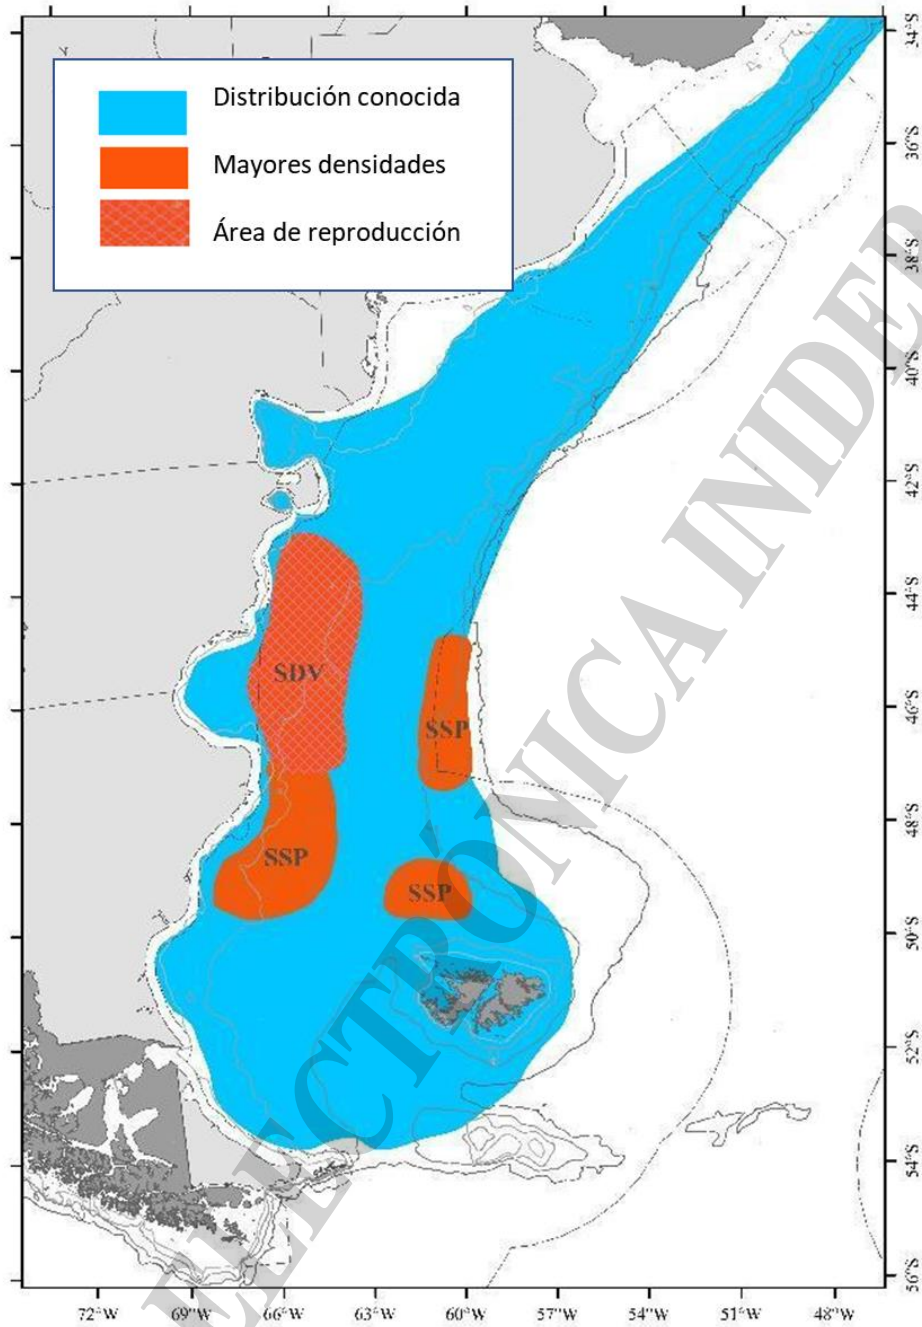 Distribución conocida
Mayores densidades
Área de reproducción
34°S
36°S
38°S
40°S
42°S
44°S
46°S
48°S
50°S
52°S
54°S
56°S
SDV
SSP
SSP
SSP
72°W
69°W
66°W
63°W
60°W
57°W
54°W
51°W
48°W
ELECTRÓNICA INIDEP